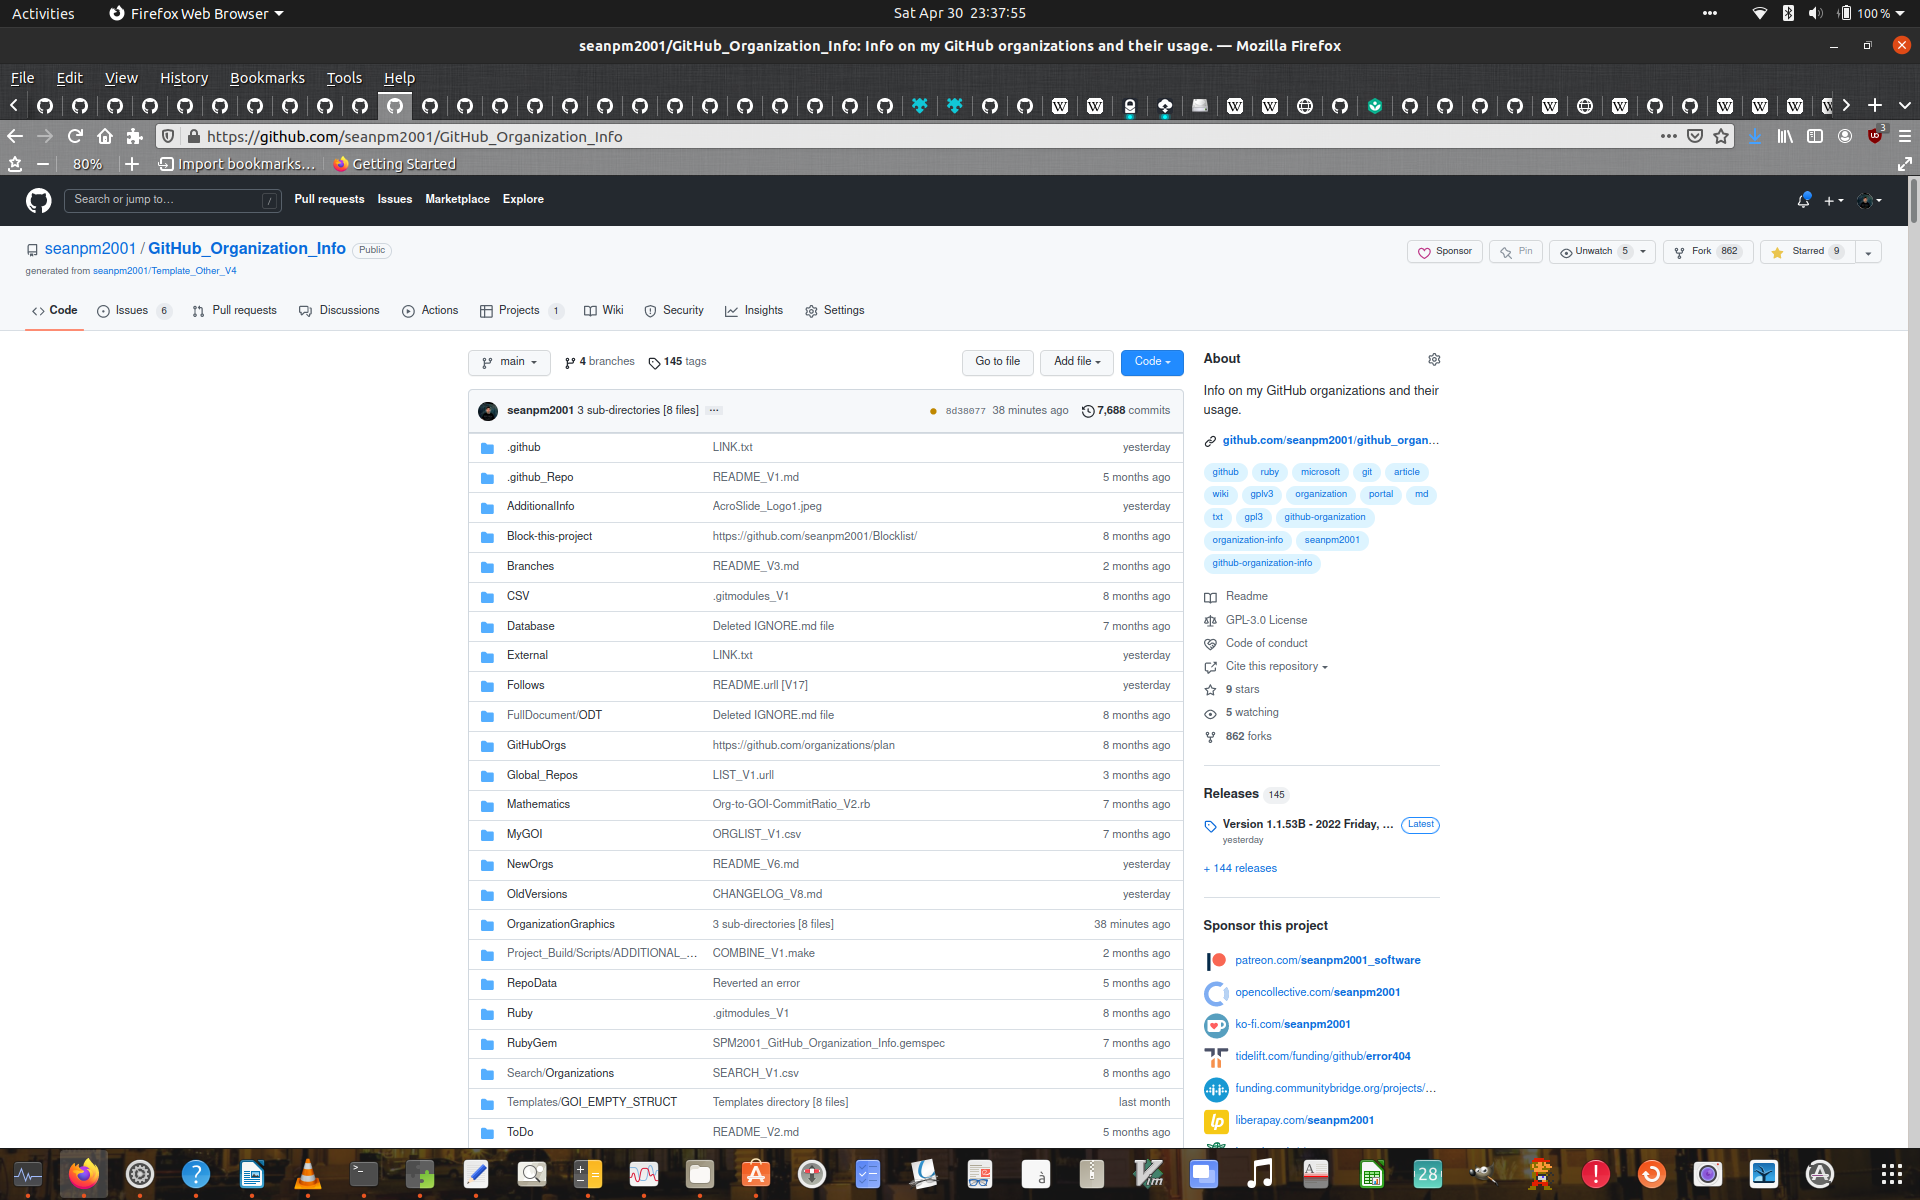 Activities
Firefox Web Browser
Sat Apr 30 23:37:55
100 %
seanpm2001/GitHub_Organization_Info: Info on my GitHub organizations and their usage. — Mozilla Firefox
File Edit View History Bookmarks Tools Help
https://github.com/seanpm2001/GitHub_Organization_Info
3
80%
Import bookmarks...
Getting Started
Search or jump to...
/
Pull requests Issues Marketplace Explore
seanpm2001 / GitHub_Organization_Info Public
generated from seanpm2001/Template_Other_V4
Sponsor
Pin
Unwatch 5
Fork 862
Starred 9
Code
Issues 6
Pull requests
Discussions
Actions
Projects 1
Wiki
Security
Insights
Settings
main
4 branches
145 tags
Go to file
Add file
Code
seanpm2001 3 sub-directories [8 files] ...
8d38077 38 minutes ago
7,688 commits
.github LINK.txt yesterday
.github_Repo README_V1.md 5 months ago
AdditionalInfo AcroSlide_Logo1.jpeg yesterday
Block-this-project https://github.com/seanpm2001/Blocklist/ 8 months ago
Branches README_V3.md 2 months ago
CSV .gitmodules_V1 8 months ago
Database Deleted IGNORE.md file 7 months ago
External LINK.txt yesterday
Follows README.urll [V17] yesterday
FullDocument/ODT Deleted IGNORE.md file 8 months ago
GitHubOrgs https://github.com/organizations/plan 8 months ago
Global_Repos LIST_V1.urll 3 months ago
Mathematics Org-to-GOI-CommitRatio_V2.rb 7 months ago
MyGOI ORGLIST_V1.csv 7 months ago
NewOrgs README_V6.md yesterday
OldVersions CHANGELOG_V8.md yesterday
OrganizationGraphics 3 sub-directories [8 files] 38 minutes ago
Project_Build/Scripts/ADDITIONAL_... COMBINE_V1.make 2 months ago
RepoData Reverted an error 5 months ago
Ruby .gitmodules_V1 8 months ago
RubyGem SPM2001_GitHub_Organization_Info.gemspec 7 months ago
Search/Organizations SEARCH_V1.csv 8 months ago
Templates/GOI_EMPTY_STRUCT Templates directory [8 files] last month
ToDo README_V2.md 5 months ago
About
Info on my GitHub organizations and their
usage.
github.com/seanpm2001/github_organ...
github ruby microsoft git article
wiki gplv3 organization portal md
txt gpl3 github-organization
organization-info seanpm2001
github-organization-info
Readme
GPL-3.0 License
Code of conduct
Cite this repository
9 stars
5 watching
862 forks
Releases 145
Version 1.1.53B - 2022 Friday, ... Latest
yesterday
+ 144 releases
Sponsor this project
patreon.com/seanpm2001_software
opencollective.com/seanpm2001
ko-fi.com/seanpm2001
tidelift.com/funding/github/error404
funding.communitybridge.org/projects/...
lp
liberapay.com/seanpm2001
28